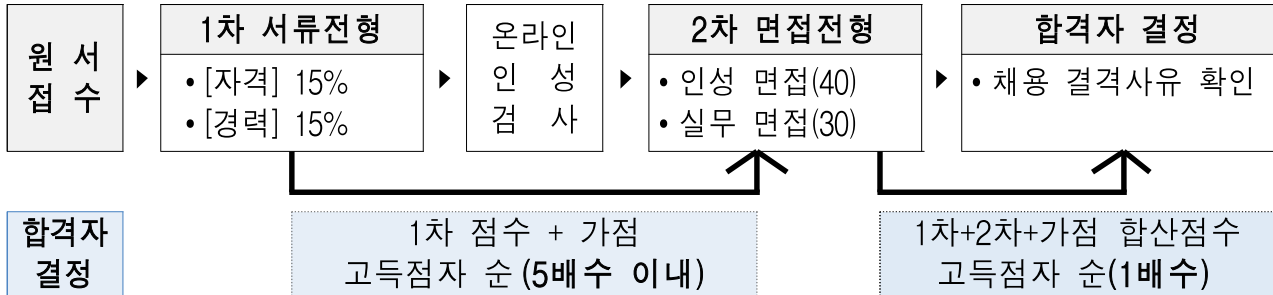 원 서
접 수
1차 서류전형
• [자격] 15%
• [경력] 15%
온라인
인 성
검 사
2차 면접전형
• 인성 면접(40)
• 실무 면접(30)
합격자 결정
• 채용 결격사유 확인
합격자
결정
1차 점수 + 가점
고득점자 순(5배수 이내)
1차+2차+가점 합산점수
고득점자 순(1배수)